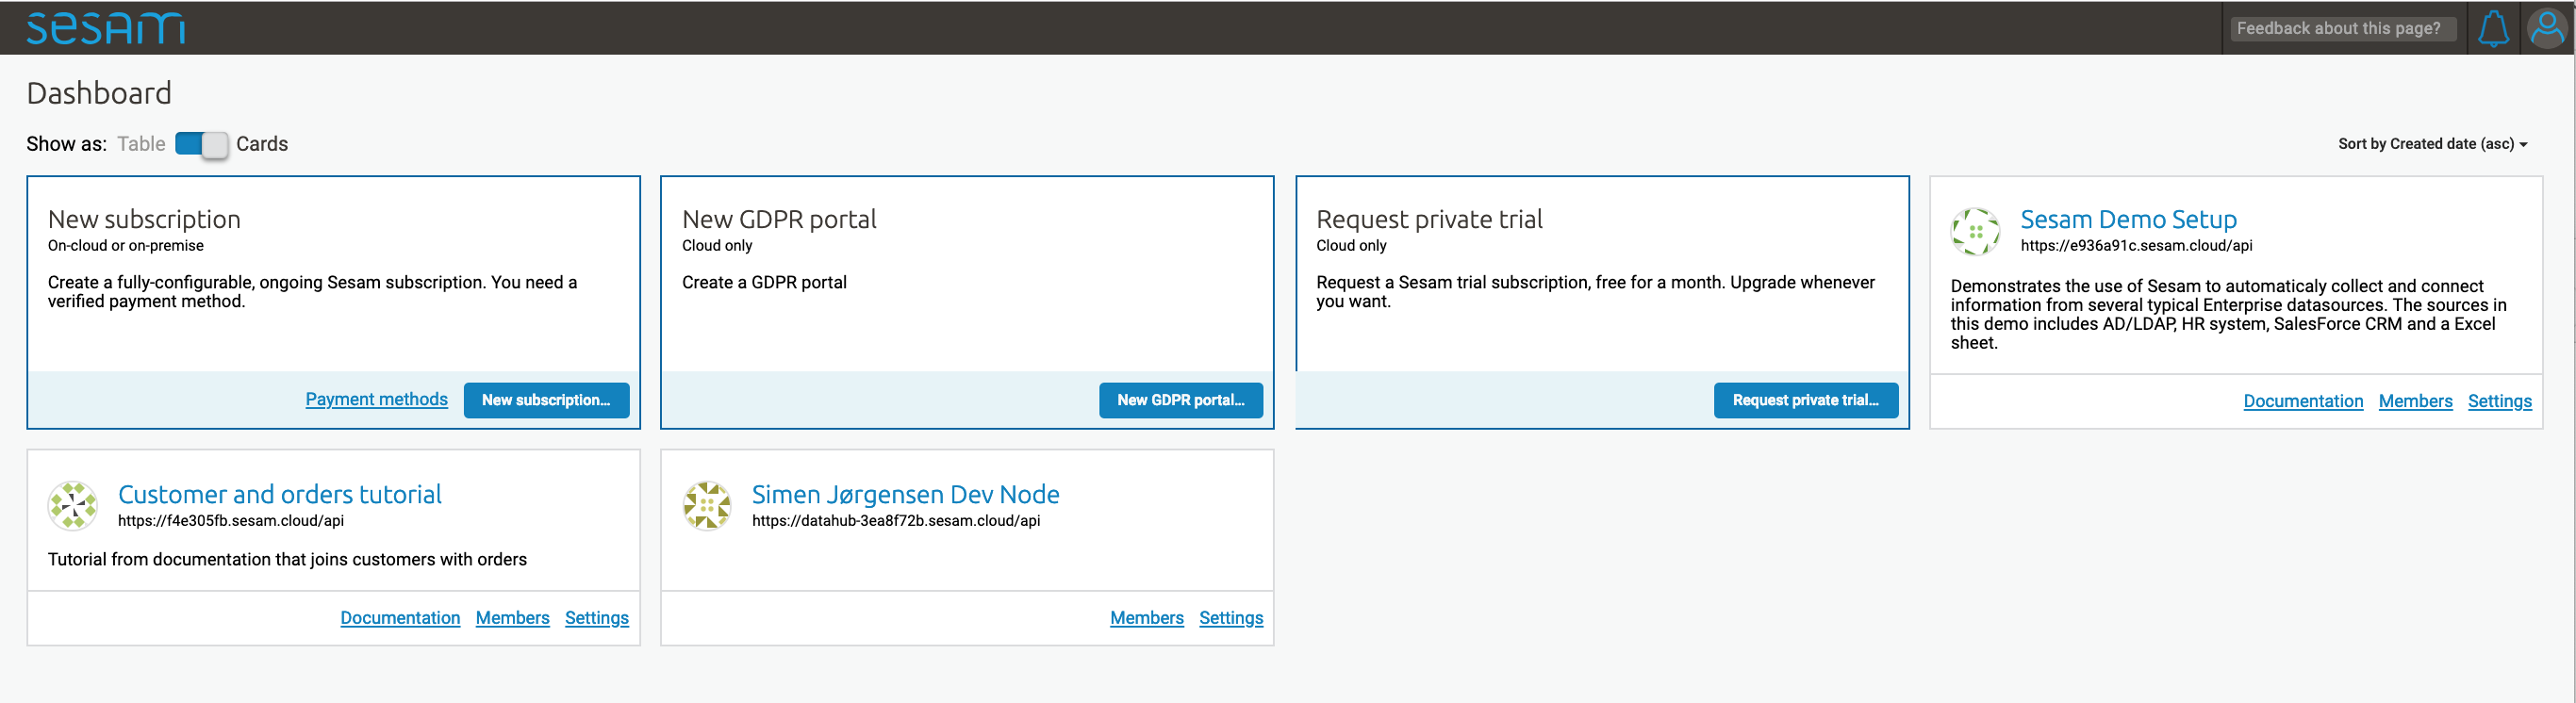 sesam
Feedback about this page?
Dashboard
Show as: Table Cards
Sort by Created date (asc)
New subscription
On-cloud or on-premise
Create a fully-configurable, ongoing Sesam subscription. You need a
verified payment method.
Payment methods
New subscription...
New GDPR portal
Cloud only
Create a GDPR portal
New GDPR portal...
Request private trial
Cloud only
Request a Sesam trial subscription, free for a month. Upgrade whenever
you want.
Request private trial...
Sesam Demo Setup
https://e936a91c.sesam.cloud/api
Demonstrates the use of Sesam to automaticaly collect and connect
information from several typical Enterprise datasources. The sources in
this demo includes AD/LDAP, HR system, SalesForce CRM and a Excel
sheet.
Documentation Members Settings
Customer and orders tutorial
https://f4e305fb.sesam.cloud/api
Tutorial from documentation that joins customers with orders
Documentation Members Settings
Simen Jørgensen Dev Node
https://datahub-3ea8f72b.sesam.cloud/api
Members Settings